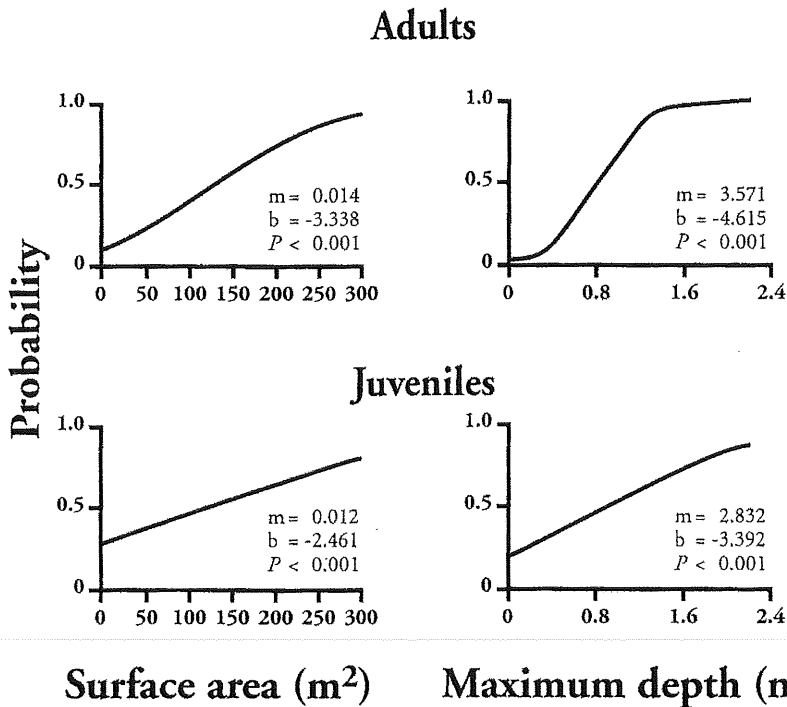 Adults
Probability
1.0
0.5
0
m = 0.014
b = -3.338
P < 0.001
0 50 100 150 200 250 300
1.0
0.5
0
m = 3.571
b = -4.615
P < 0.001
0 0.8 1.6 2.4
Juveniles
1.0
0.5
0
m = 0.012
b = -2.461
P < 0.001
0 50 100 150 200 250 300
1.0
0.5
0
m = 2.832
b = -3.392
P < 0.001
0 0.8 1.6 2.4
Surface area (m²)
Maximum depth (